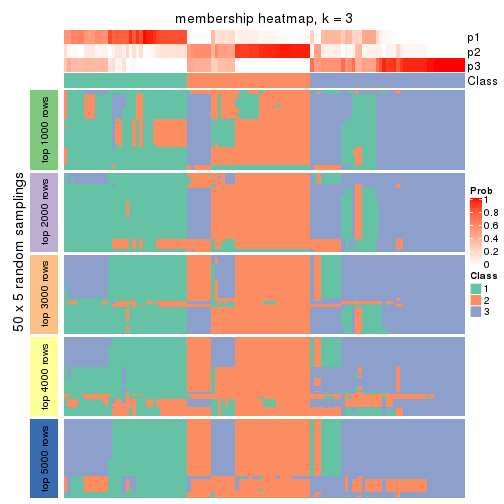 membership heatmap, k = 3
p1
p2
p3
Class
50 x 5 random samplings
top 1000 rows
top 2000 rows
top 3000 rows
top 4000 rows
top 5000 rows
Prob
1
0.8
0.6
0.4
0.2
0
Class
1
2
3